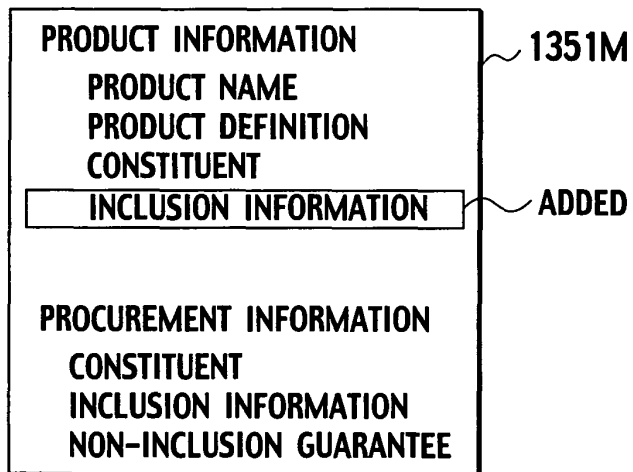 PRODUCT INFORMATION
1351M
PRODUCT NAME
PRODUCT DEFINITION
CONSTITUENT
INCLUSION INFORMATION
ADDED
PROCUREMENT INFORMATION
CONSTITUENT
INCLUSION INFORMATION
NON-INCLUSION GUARANTEE